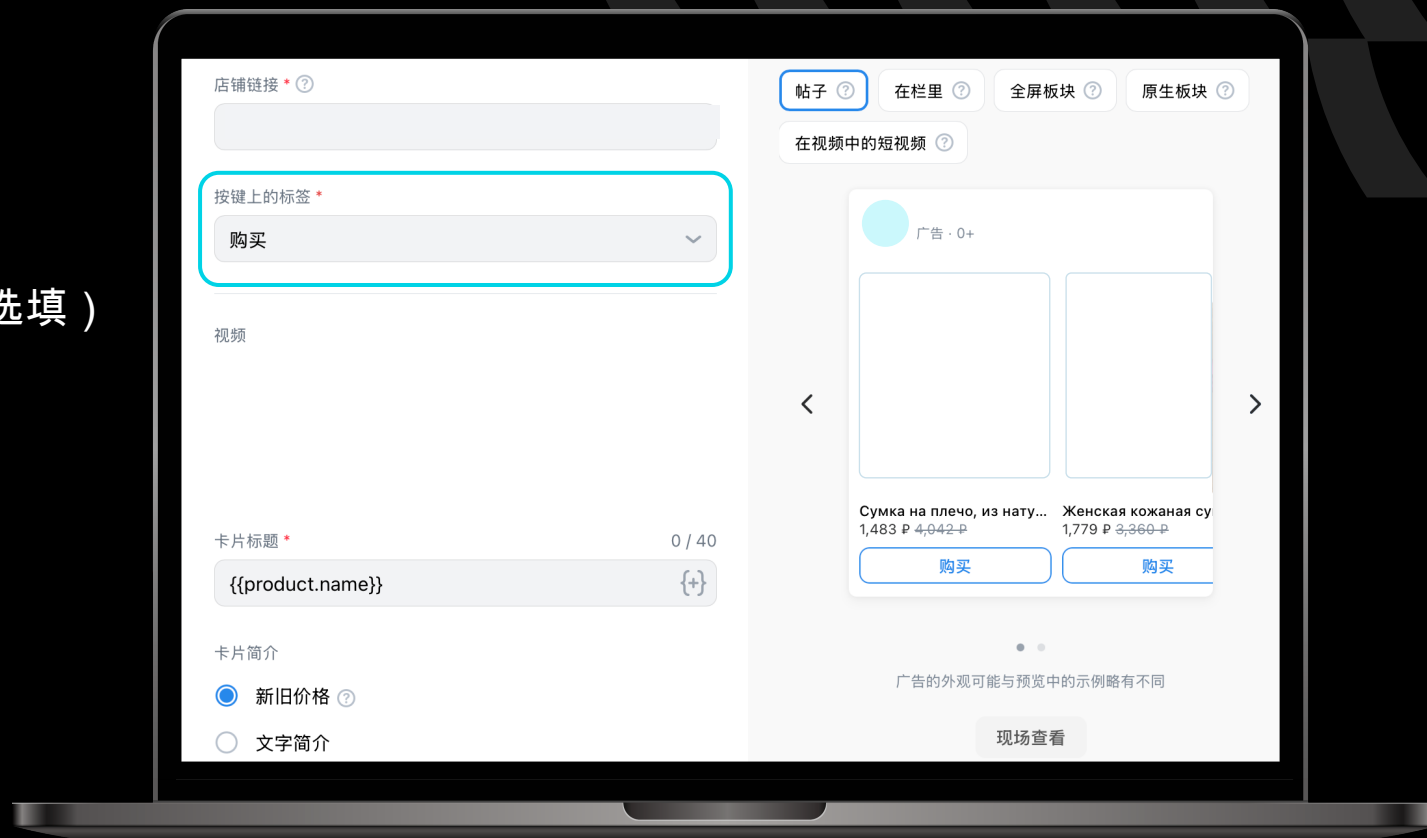 选填）
店铺链接 *
按键上的标签 *
购买
视频
卡片标题 * 0 / 40
{{product.name}}
卡片简介
新旧价格
文字简介
帖子 在栏里 全屏板块 原生板块
在视频中的短视频
广告 · 0+
Сумка на плечо, из нату... Женская кожаная су
1,483 ₽ 4,042 ₽ 1,779 ₽ 3,360 ₽
购买 购买
广告的外观可能与预览中的示例略有不同
现场查看